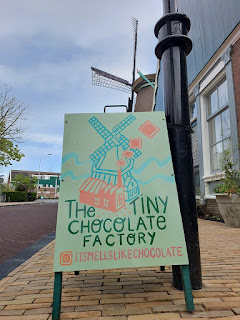 The TINY
CHOCOLATE
FACTORY
ITSMELLSLIKECHOCOLATE